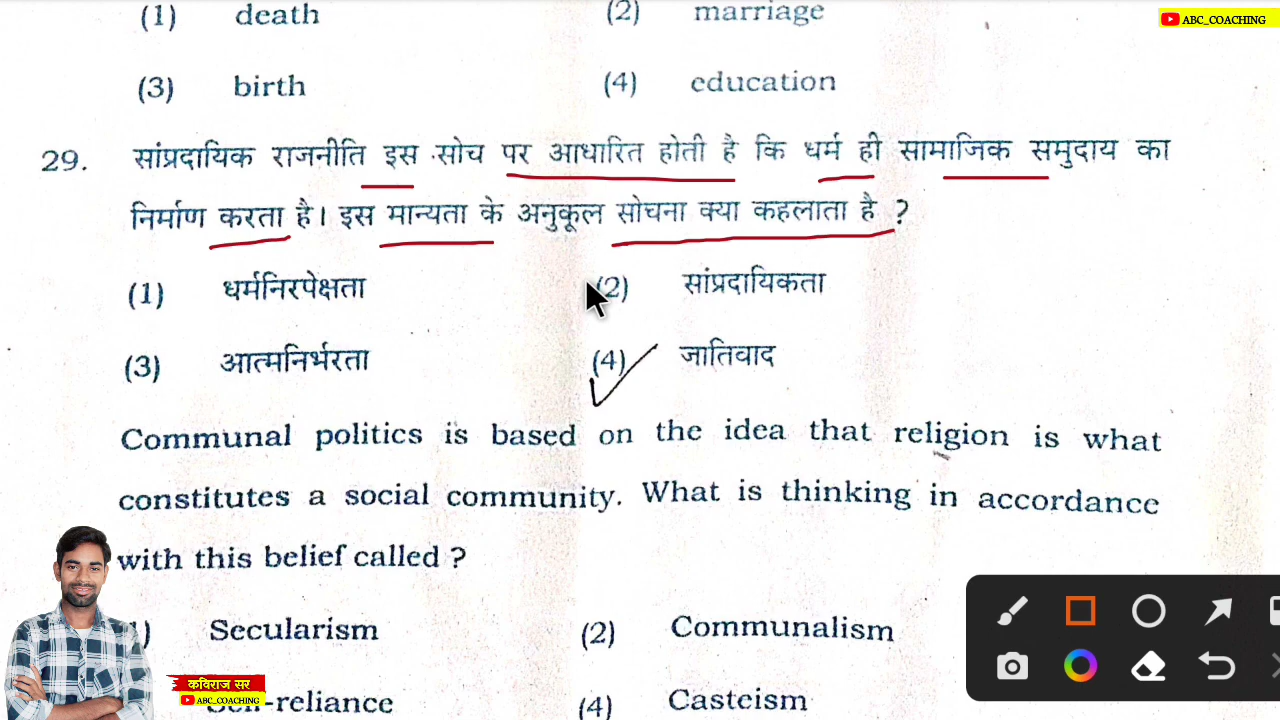 (1) death (2) marriage
ABC_COACHING
(3) birth (4) education
29. सांप्रदायिक राजनीति इस सोच पर आधारित होती है कि धर्म ही सामाजिक समुदाय का
निर्माण करता है। इस मान्यता के अनुकूल सोचना क्या कहलाता है ?
(1) धर्मनिरपेक्षता (2) सांप्रदायिकता
(3) आत्मनिर्भरता (4) जातिवाद
Communal politics is based on the idea that religion is what
constitutes a social community. What is thinking in accordance
with this belief called ?
Secularism (2) Communalism
-reliance (4) Casteism
कविराज सर
ABC_COACHING